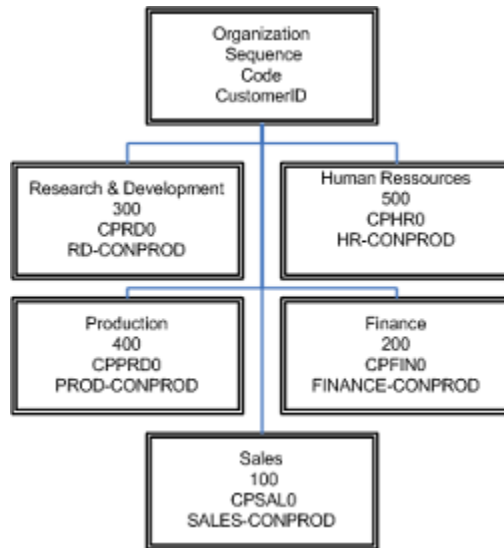 Organization
Sequence
Code
CustomerID
Research & Development
300
CPRD0
RD-CONPROD
Human Ressources
500
CPHR0
HR-CONPROD
Production
400
CPPRD0
PROD-CONPROD
Finance
200
CPFIN0
FINANCE-CONPROD
Sales
100
CPSAL0
SALES-CONPROD